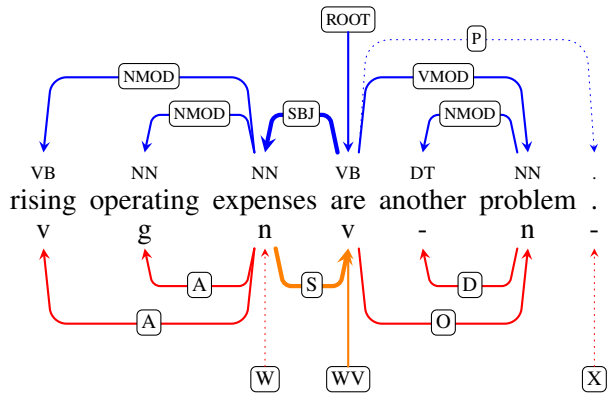 ROOT
P
NMOD VMOD
NMOD SBJ NMOD
VB NN NN VB DT NN .
rising operating expenses are another problem .
v g n v - n -
A S D
A O
W WV X